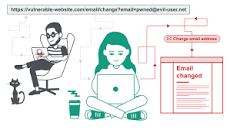 https://vulnerable-website.com/email/change?email=pwned@evil-user.net
Change email address
Email
changed